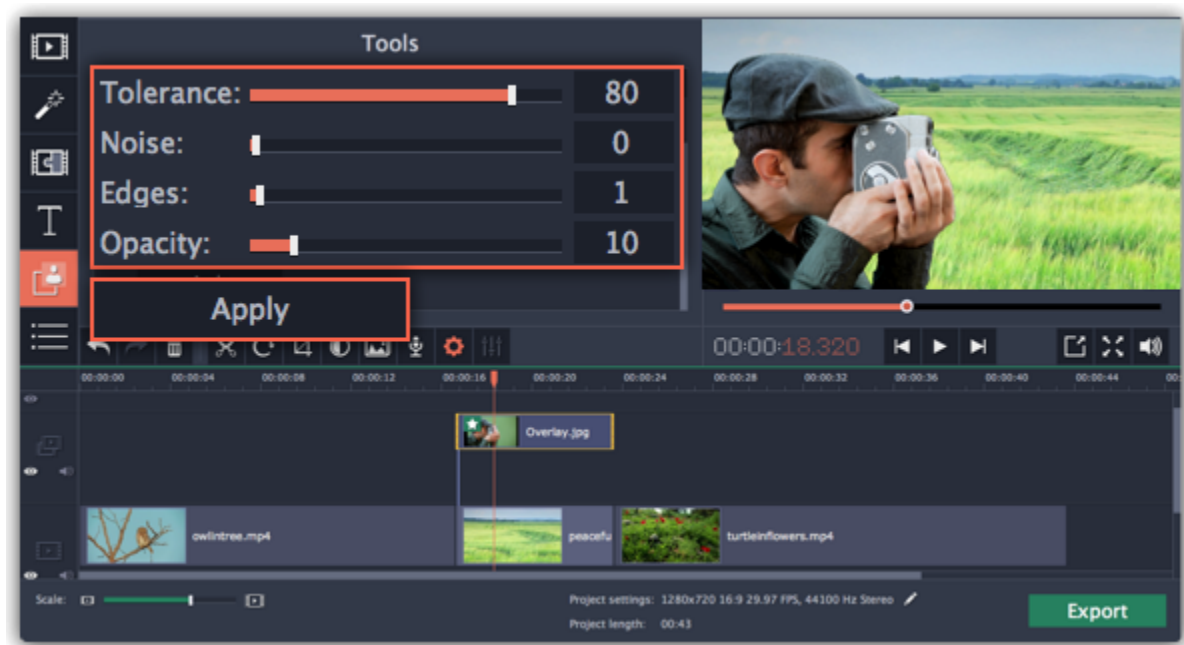 Tools
Tolerance: 80
Noise: 0
Edges: 1
Opacity: 10
Apply
T
00:00:18.320
00:00:00 00:00:04 00:00:08 00:00:12 00:00:16 00:00:20 00:00:24 00:00:28 00:00:32 00:00:36 00:00:40 00:00:44 00:
Overlay.jpg
owlintree.mp4 peacefu turtleinflowers.mp4
Scale: Project settings: 1280x720 16:9 29.97 FPS, 44100 Hz Stereo
Export
Project length: 00:43